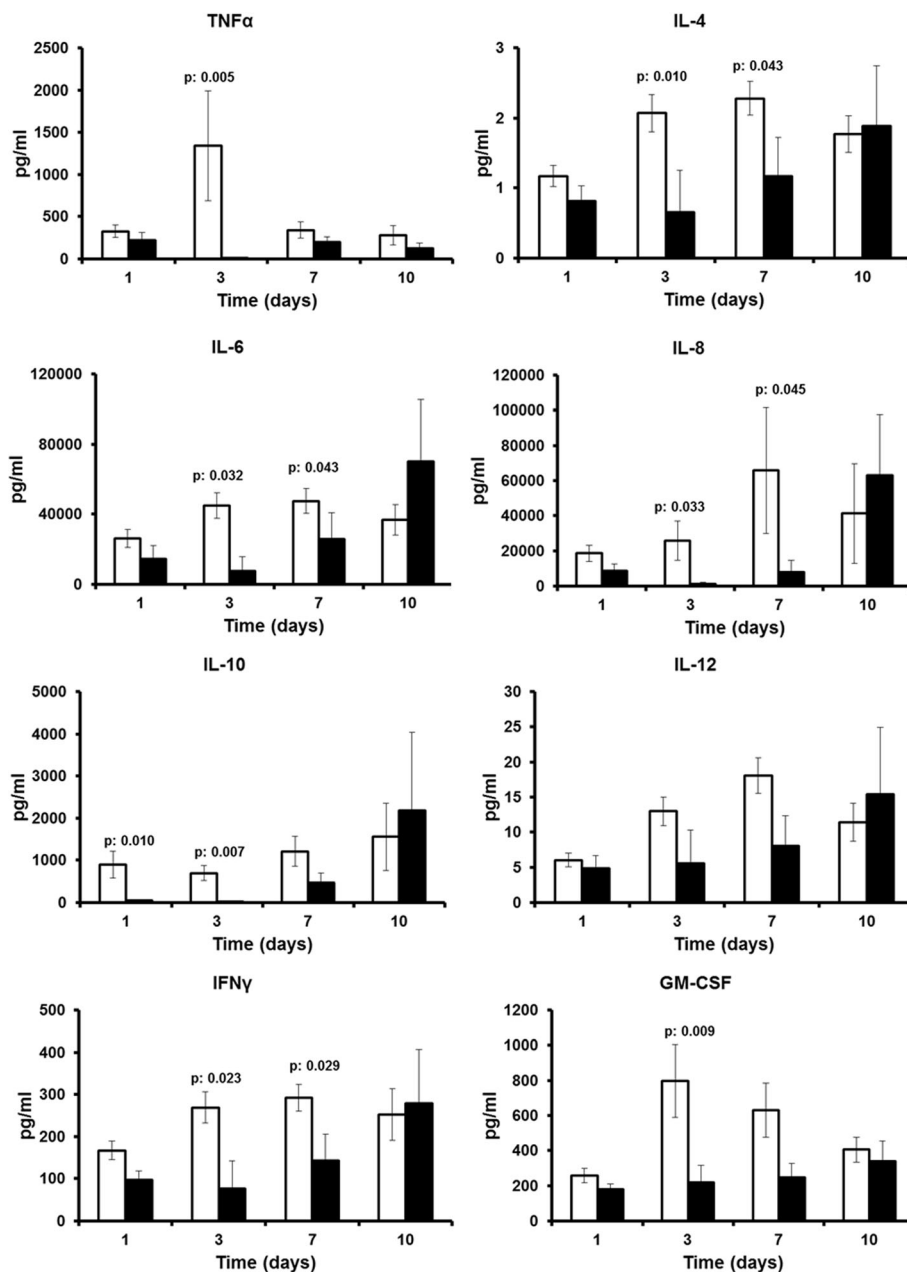 TNFα
2500
2000
1500
1000
500
0
pg/ml
p: 0.005
1 3 7 10
Time (days)
IL-4
3
2
1
0
pg/ml
p: 0.010
p: 0.043
1 3 7 10
Time (days)
IL-6
120000
80000
40000
0
pg/ml
p: 0.032
p: 0.043
1 3 7 10
Time (days)
IL-8
120000
100000
80000
60000
40000
20000
0
pg/ml
p: 0.033
p: 0.045
1 3 7 10
Time (days)
IL-10
5000
4000
3000
2000
1000
0
pg/ml
p: 0.010
p: 0.007
1 3 7 10
Time (days)
IL-12
30
25
20
15
10
5
0
pg/ml
1 3 7 10
Time (days)
IFNγ
500
400
300
200
100
0
pg/ml
p: 0.023
p: 0.029
1 3 7 10
Time (days)
GM-CSF
1200
1000
800
600
400
200
0
pg/ml
p: 0.009
1 3 7 10
Time (days)